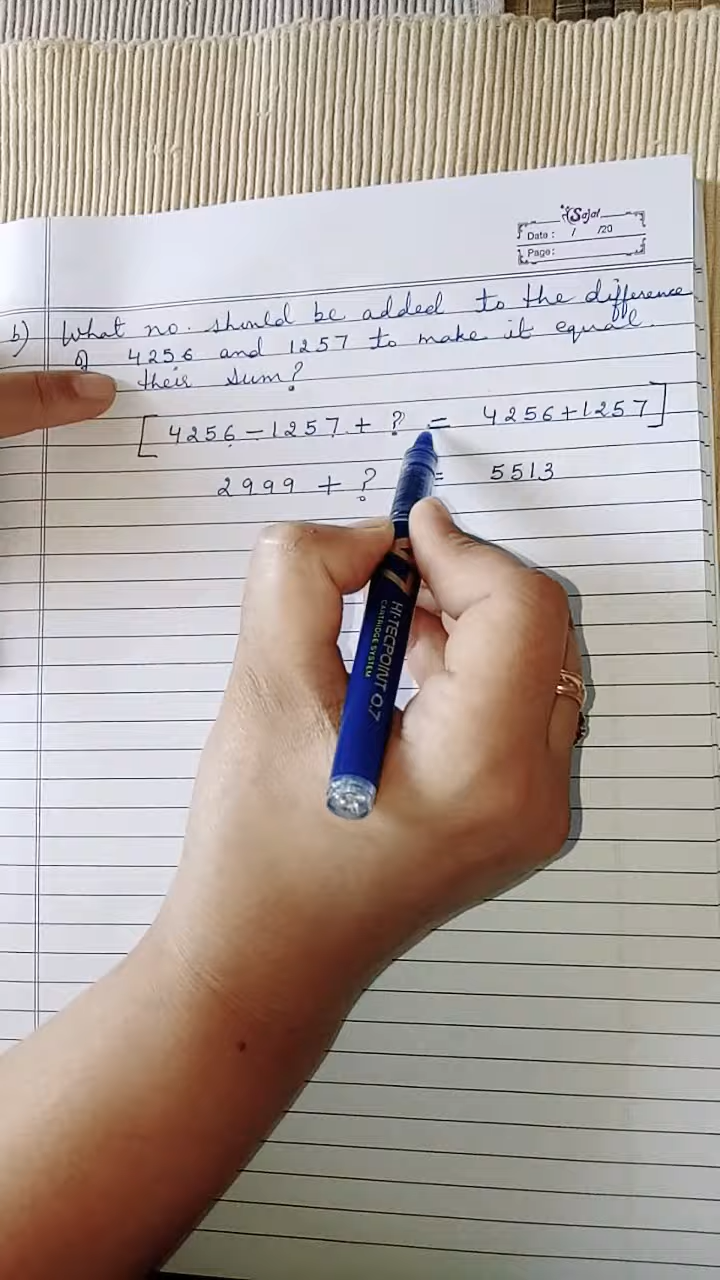 Sajal
Date : / /20
Page:
b) What no. should be added to the difference
of 4256 and 1257 to make it equal
their sum?
[ 4256 – 1257 + ? = 4256+1257 ]
2999 + ? = 5513
V7 HI-TECPOINT 0.7
CARTRIDGE SYSTEM